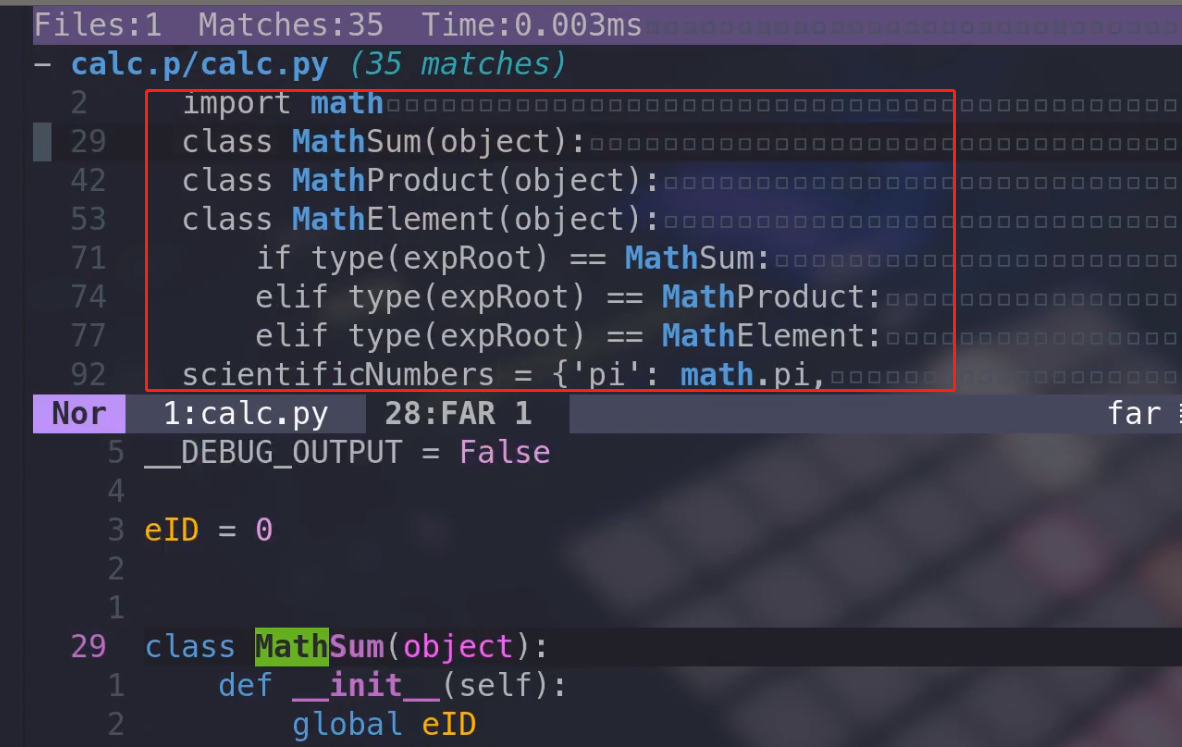 Files:1  Matches:35  Time:0.003ms
- calc.p/calc.py (35 matches)
2     import math
29    class MathSum(object):
42    class MathProduct(object):
53    class MathElement(object):
71        if type(expRoot) == MathSum:
74        elif type(expRoot) == MathProduct:
77        elif type(expRoot) == MathElement:
92    scientificNumbers = {'pi': math.pi,
Nor  1:calc.py  28:FAR 1  far
5 __DEBUG_OUTPUT = False
4
3 eID = 0
2
1
29  class MathSum(object):
1     def __init__(self):
2         global eID